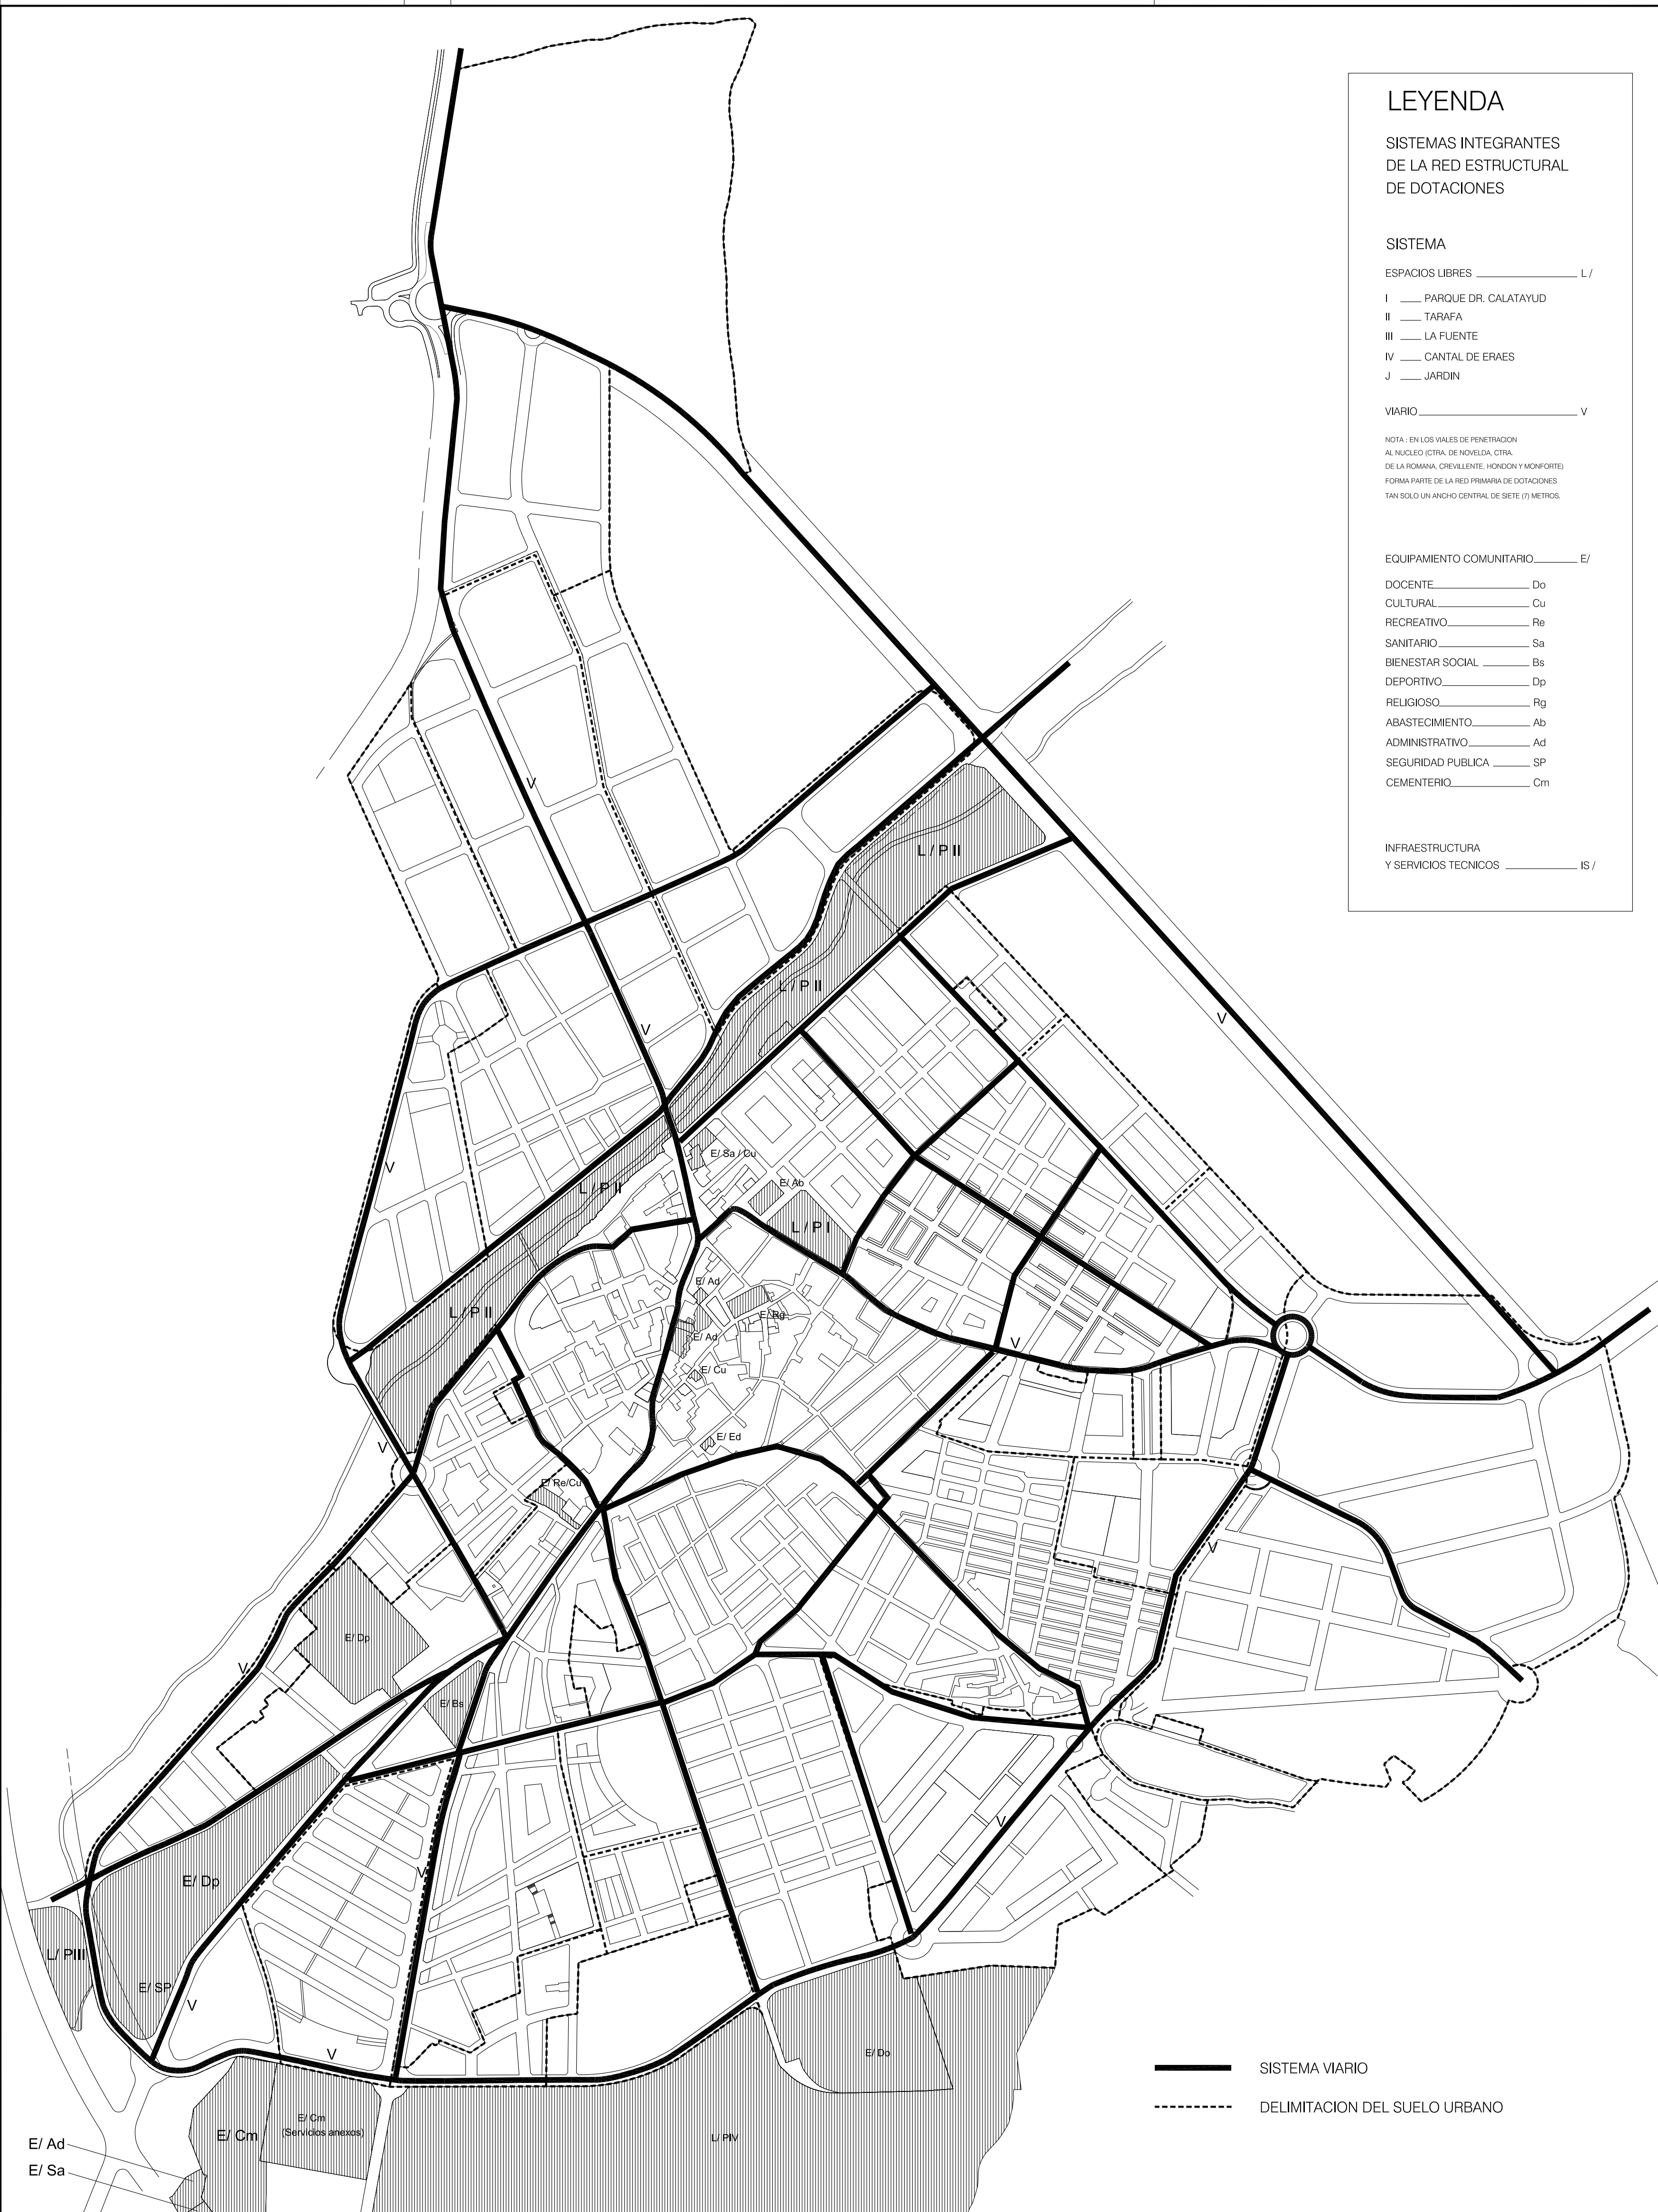 LEYENDA
SISTEMAS INTEGRANTES
DE LA RED ESTRUCTURAL
DE DOTACIONES
SISTEMA
ESPACIOS LIBRES L /
I PARQUE DR. CALATAYUD
II TARAFA
III LA FUENTE
IV CANTAL DE ERAES
J JARDIN
VIARIO V
NOTA : EN LOS VIALES DE PENETRACION
AL NUCLEO (CTRA. DE NOVELDA, CTRA.
DE LA ROMANA, CREVILLENTE, HONDON Y MONFORTE)
FORMA PARTE DE LA RED PRIMARIA DE DOTACIONES
TAN SOLO UN ANCHO CENTRAL DE SIETE (7) METROS.
EQUIPAMIENTO COMUNITARIO E/
DOCENTE Do
CULTURAL Cu
RECREATIVO Re
SANITARIO Sa
BIENESTAR SOCIAL Bs
DEPORTIVO Dp
RELIGIOSO Rg
ABASTECIMIENTO Ab
ADMINISTRATIVO Ad
SEGURIDAD PUBLICA SP
CEMENTERIO Cm
INFRAESTRUCTURA
Y SERVICIOS TECNICOS IS /
V
L / P II
L / P II
V
V
E/ Sa / Cu
V
E/ Ab
L / P II
L / P I
E/ Ad
L / P II
E/ Rg
E/ Ad
V
E/ Cu
E/ Ed
V
E/ Re/Cu
V
E/ Dp
V
E/ Bs
V
V
E/ Dp
L/ PIII
E/ SP
V
V
E/ Do
E/ Cm
(Servicios anexos)
E/ Cm
L/ PIV
E/ Ad
E/ Sa
SISTEMA VIARIO
DELIMITACION DEL SUELO URBANO